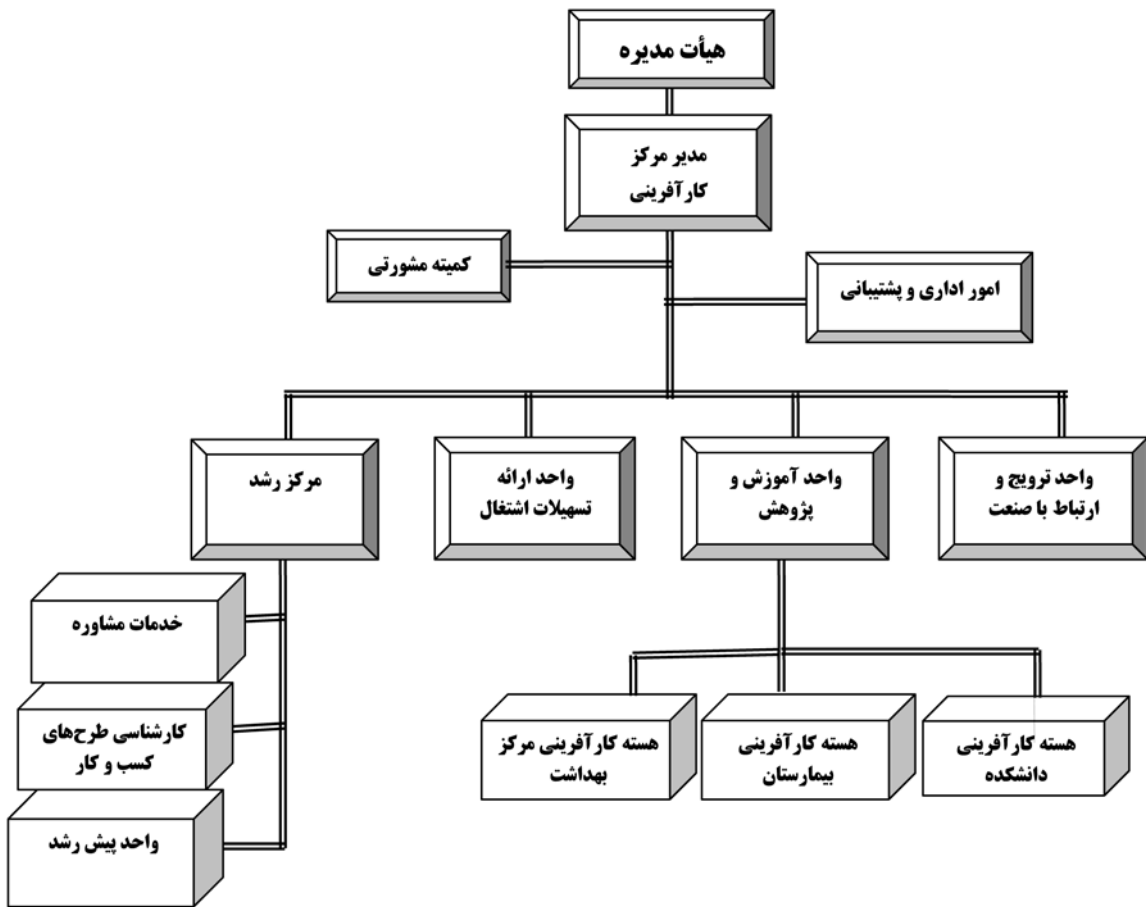 هیأت مدیره
مدیر مرکز
کارآفرینی
کمیته مشورتی
امور اداری و پشتیبانی
واحد ترویج و
ارتباط با صنعت
واحد آموزش و
پژوهش
واحد ارائه
تسهیلات اشتغال
مرکز رشد
خدمات مشاوره
کارشناسی طرح‌های
کسب و کار
واحد پیش رشد
هسته کارآفرینی
دانشکده
هسته کارآفرینی
بیمارستان
هسته کارآفرینی مرکز
بهداشت